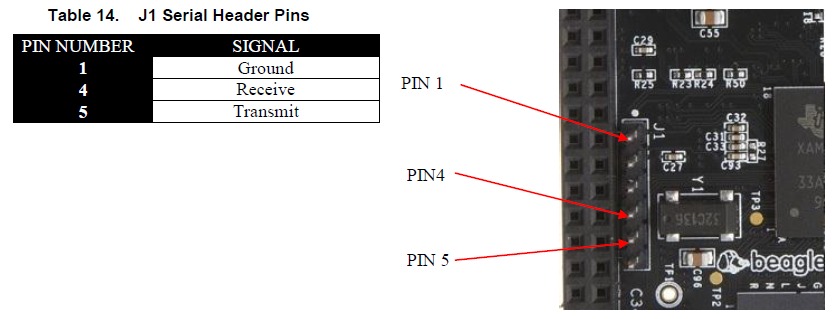 Table 14. J1 Serial Header Pins
PIN NUMBER SIGNAL
1 Ground
4 Receive
5 Transmit
PIN 1
PIN4
PIN 5
C55
C29
R25 R23 R24 R50
J1
C32
C31
C33
C93
R27
C27
Y1
32C136
TP3
XAM
33A
C96
beagle
TP1
TP2
R N L J G